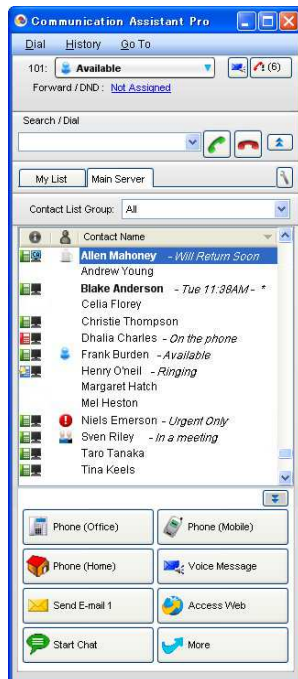 Communication Assistant Pro
Dial History Go To
101: Available (6)
Forward / DND : Not Assigned
Search / Dial
My List Main Server
Contact List Group: All
Contact Name
Allen Mahoney - Will Return Soon
Andrew Young
Blake Anderson - Tue 11:38AM - *
Celia Florey
Christie Thompson
Dhalia Charles - On the phone
Frank Burden - Available
Henry O'neil - Ringing
Margaret Hatch
Mel Heston
Niels Emerson - Urgent Only
Sven Riley - In a meeting
Taro Tanaka
Tina Keels
Phone (Office) Phone (Mobile)
Phone (Home) Voice Message
Send E-mail 1 Access Web
Start Chat More